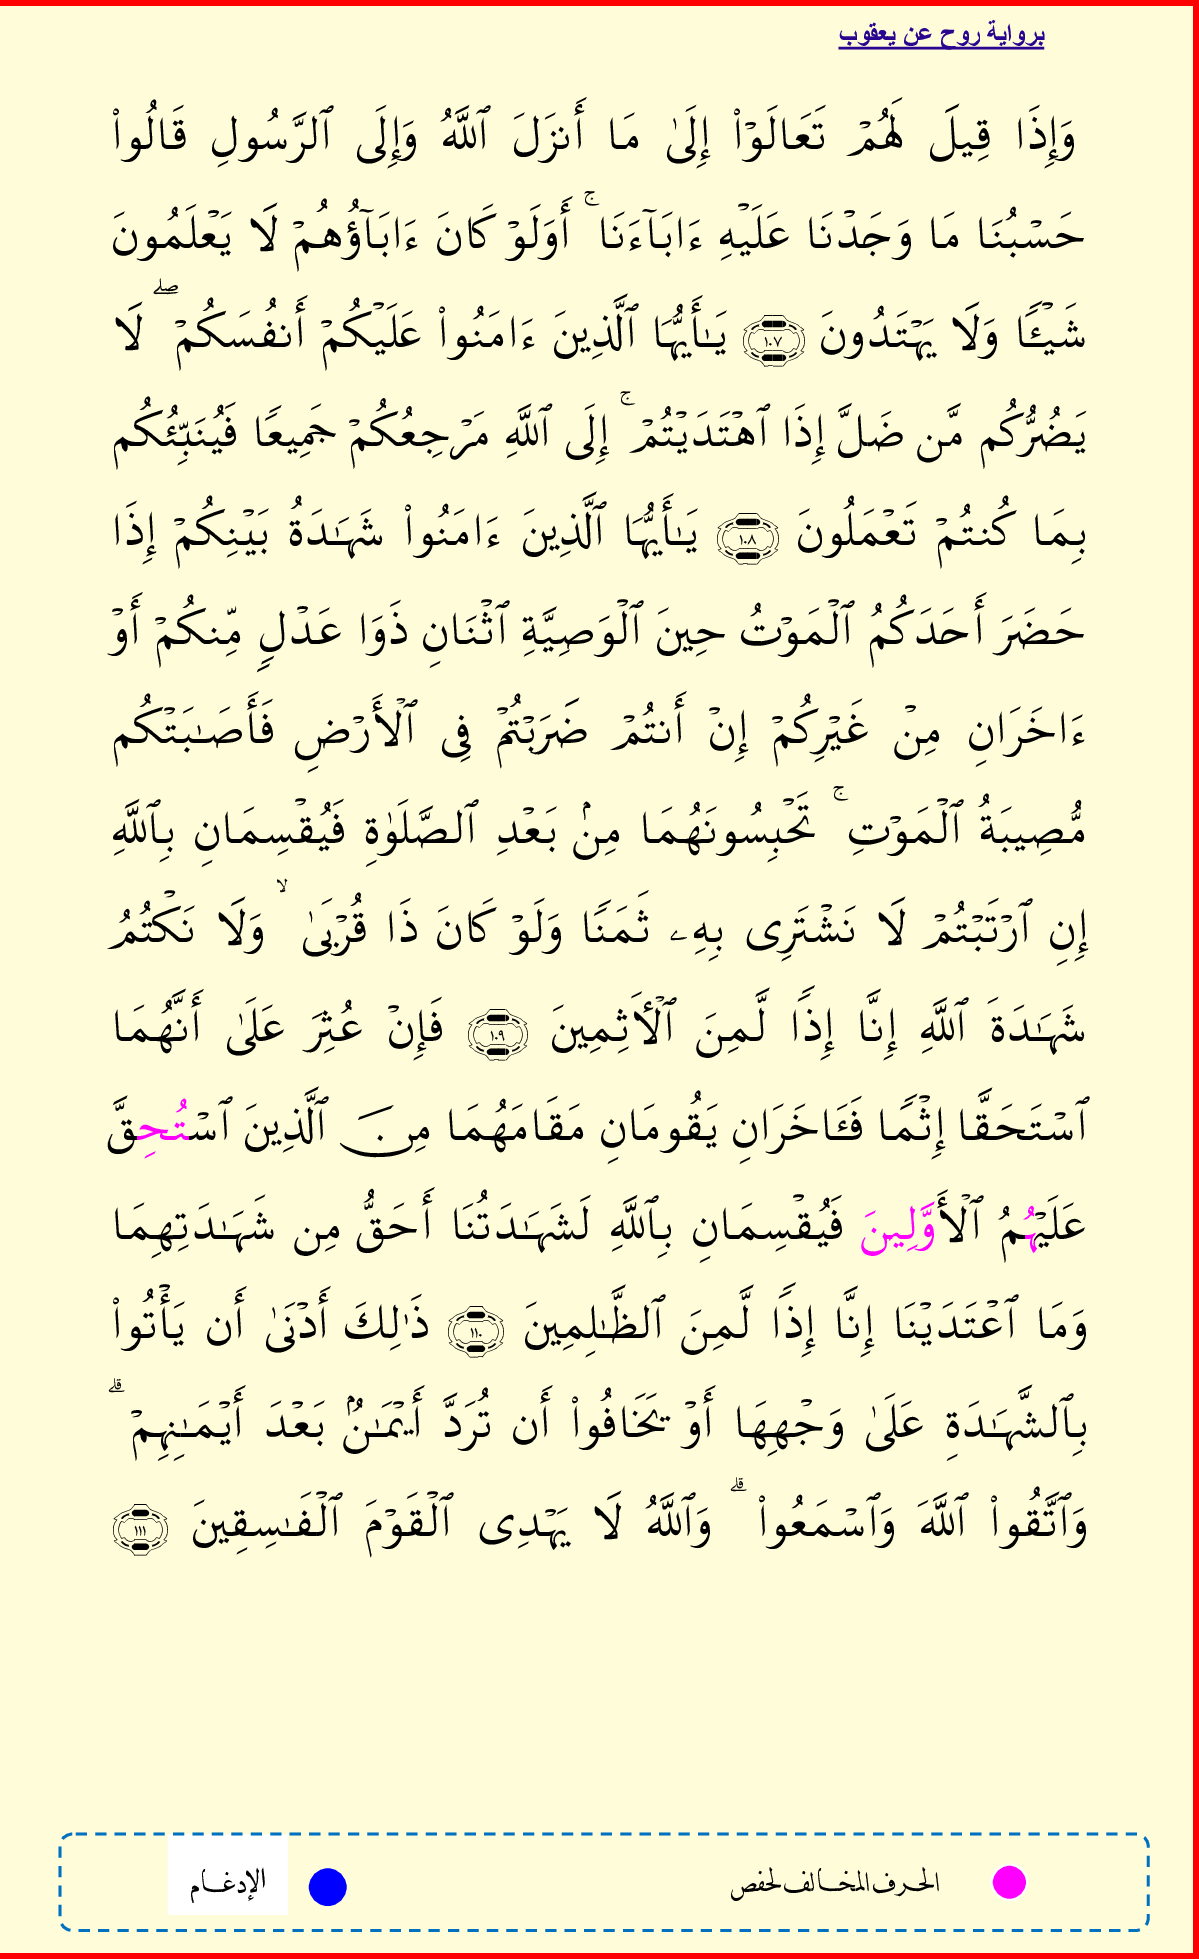 برواية روح عن يعقوب
وَإِذَا قِيلَ لَهُمۡ تَعَالَوۡاْ إِلَىٰ مَا أَنزَلَ ٱللَّهُ وَإِلَى ٱلرَّسُولِ قَالُواْ
حَسۡبُنَا مَا وَجَدۡنَا عَلَيۡهِ ءَابَآءَنَاۚ أَوَلَوۡ كَانَ ءَابَآؤُهُمۡ لَا يَعۡلَمُونَ
شَيۡـًٔا وَلَا يَهۡتَدُونَ ١٠٧ يَـٰأَيُّهَا ٱلَّذِينَ ءَامَنُواْ عَلَيۡكُمۡ أَنفُسَكُمۡۖ لَا
يَضُرُّكُم مَّن ضَلَّ إِذَا ٱهۡتَدَيۡتُمۡۚ إِلَى ٱللَّهِ مَرۡجِعُكُمۡ جَمِيعًا فَيُنَبِّئُكُم
بِمَا كُنتُمۡ تَعۡمَلُونَ ١٠٨ يَـٰأَيُّهَا ٱلَّذِينَ ءَامَنُواْ شَهَـٰدَةُ بَيۡنِكُمۡ إِذَا
حَضَرَ أَحَدَكُمُ ٱلۡمَوۡتُ حِينَ ٱلۡوَصِيَّةِ ٱثۡنَانِ ذَوَا عَدۡلٍ مِّنكُمۡ أَوۡ
ءَاخَرَانِ مِنۡ غَيۡرِكُمۡ إِنۡ أَنتُمۡ ضَرَبۡتُمۡ فِى ٱلۡأَرۡضِ فَأَصَـٰبَتۡكُم
مُّصِيبَةُ ٱلۡمَوۡتِۚ تَحۡبِسُونَهُمَا مِنۢ بَعۡدِ ٱلصَّلَوٰةِ فَيُقۡسِمَانِ بِٱللَّهِ
إِنِ ٱرۡتَبۡتُمۡ لَا نَشۡتَرِى بِهِۦ ثَمَنًا وَلَوۡ كَانَ ذَا قُرۡبَىٰۙ وَلَا نَكۡتُمُ
شَهَـٰدَةَ ٱللَّهِ إِنَّا إِذًا لَّمِنَ ٱلۡأَـثِمِينَ ١٠٩ فَإِنۡ عُثِرَ عَلَىٰ أَنَّهُمَا
ٱسۡتَحَقَّا إِثۡمًا فَـَٔاخَرَانِ يَقُومَانِ مَقَامَهُمَا مِنَ ٱلَّذِينَ ٱسۡتُحِقَّ
عَلَيۡهُمُ ٱلۡأَوَّلِينَ فَيُقۡسِمَانِ بِٱللَّهِ لَشَهَـٰدَتُنَا أَحَقُّ مِن شَهَـٰدَتِهِمَا
وَمَا ٱعۡتَدَيۡنَا إِنَّا إِذًا لَّمِنَ ٱلظَّـٰلِمِينَ ١١٠ ذَٰلِكَ أَدۡنَىٰ أَن يَأۡتُواْ
بِٱلشَّهَـٰدَةِ عَلَىٰ وَجۡهِهَا أَوۡ يَخَافُواْ أَن تُرَدَّ أَيۡمَـٰنُۢ بَعۡدَ أَيۡمَـٰنِهِمۡۗ
وَٱتَّقُواْ ٱللَّهَ وَٱسۡمَعُواْۗ وَٱللَّهُ لَا يَهۡدِى ٱلۡقَوۡمَ ٱلۡفَـٰسِقِينَ ١١١
الحرف المخالف لحفص
الإدغام